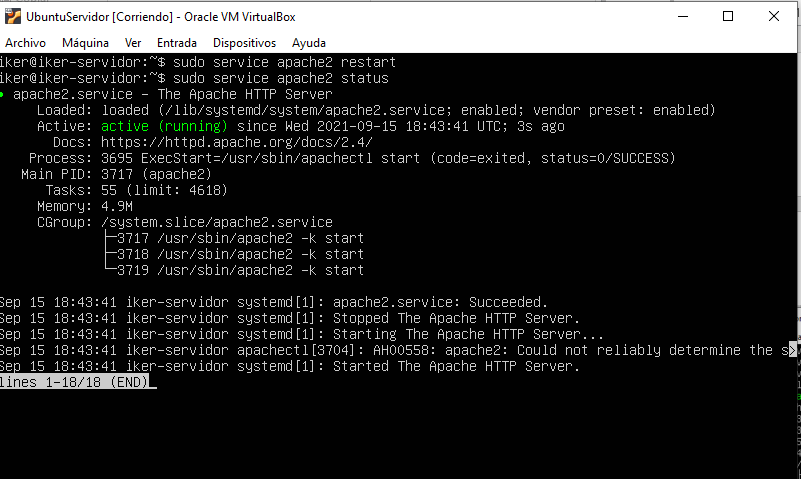 UbuntuServidor [Corriendo] - Oracle VM VirtualBox
Archivo Máquina Ver Entrada Dispositivos Ayuda
iker@iker-servidor:~$ sudo service apache2 restart
iker@iker-servidor:~$ sudo service apache2 status
● apache2.service - The Apache HTTP Server
Loaded: loaded (/lib/systemd/system/apache2.service; enabled; vendor preset: enabled)
Active: active (running) since Wed 2021-09-15 18:43:41 UTC; 3s ago
Docs: https://httpd.apache.org/docs/2.4/
Process: 3695 ExecStart=/usr/sbin/apachectl start (code=exited, status=0/SUCCESS)
Main PID: 3717 (apache2)
Tasks: 55 (limit: 4618)
Memory: 4.9M
CGroup: /system.slice/apache2.service
├─3717 /usr/sbin/apache2 -k start
├─3718 /usr/sbin/apache2 -k start
└─3719 /usr/sbin/apache2 -k start
Sep 15 18:43:41 iker-servidor systemd[1]: apache2.service: Succeeded.
Sep 15 18:43:41 iker-servidor systemd[1]: Stopped The Apache HTTP Server.
Sep 15 18:43:41 iker-servidor systemd[1]: Starting The Apache HTTP Server...
Sep 15 18:43:41 iker-servidor apachectl[3704]: AH00558: apache2: Could not reliably determine the s>
Sep 15 18:43:41 iker-servidor systemd[1]: Started The Apache HTTP Server.
lines 1-18/18 (END)